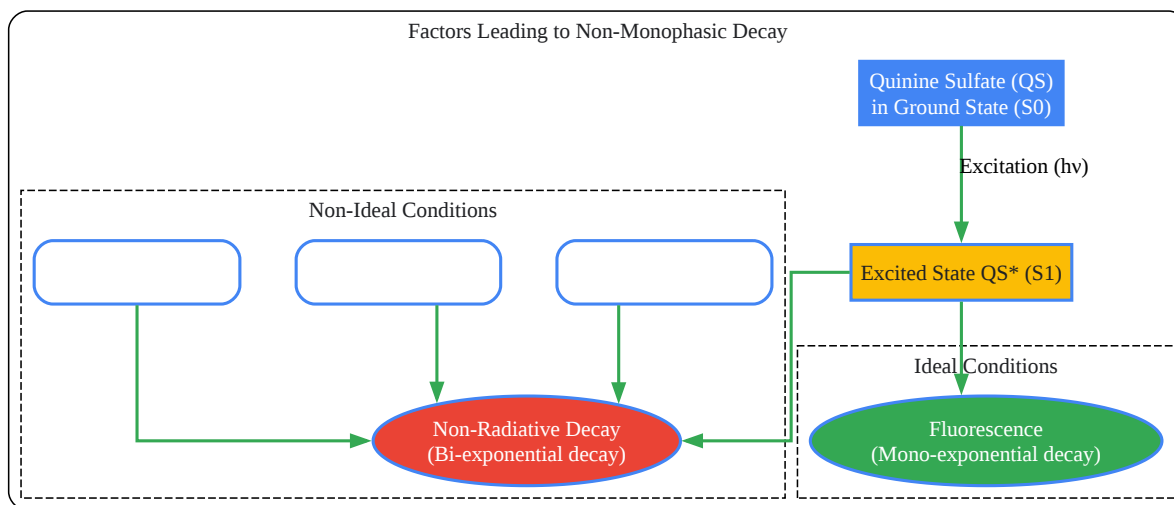 Factors Leading to Non-Monophasic Decay
Quinine Sulfate (QS)
in Ground State (S0)
Excitation (hν)
Non-Ideal Conditions
Excited State QS* (S1)
Ideal Conditions
Non-Radiative Decay
(Bi-exponential decay)
Fluorescence
(Mono-exponential decay)